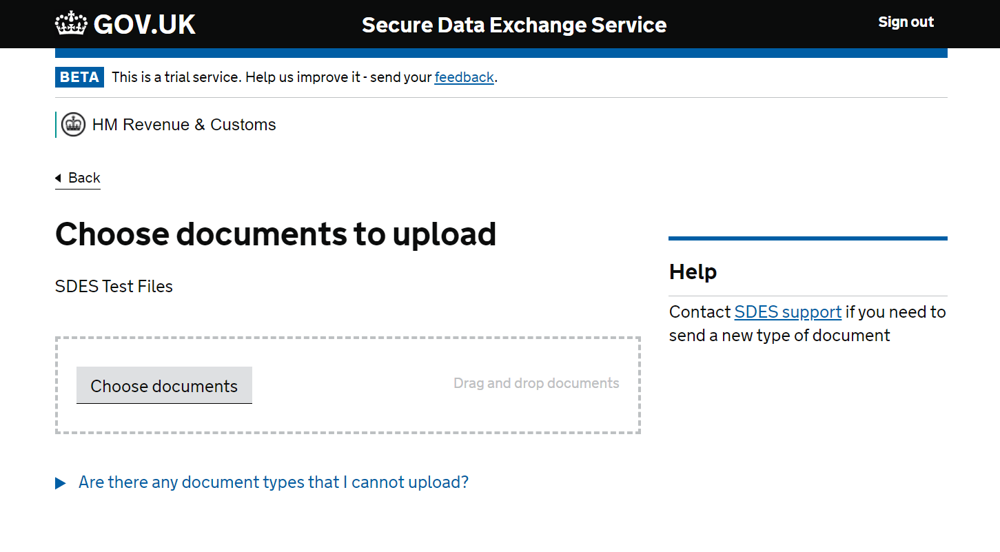 GOV.UK Secure Data Exchange Service Sign out
BETA This is a trial service. Help us improve it - send your feedback.
HM Revenue & Customs
Back
Choose documents to upload
SDES Test Files
Choose documents
Drag and drop documents
Are there any document types that I cannot upload?
Help
Contact SDES support if you need to
send a new type of document